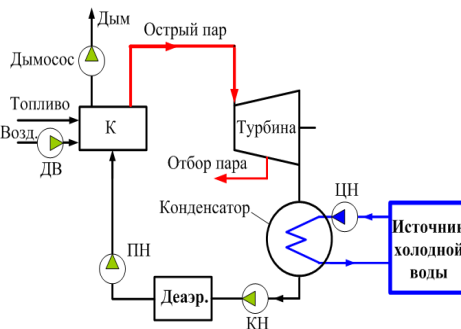 Дым
Острый пар
Дымосос
Топливо
К
Возд.
Турбина
ДВ
Отбор пара
ЦН
Конденсатор
Источник
холодной
воды
ПН
Деаэр.
КН